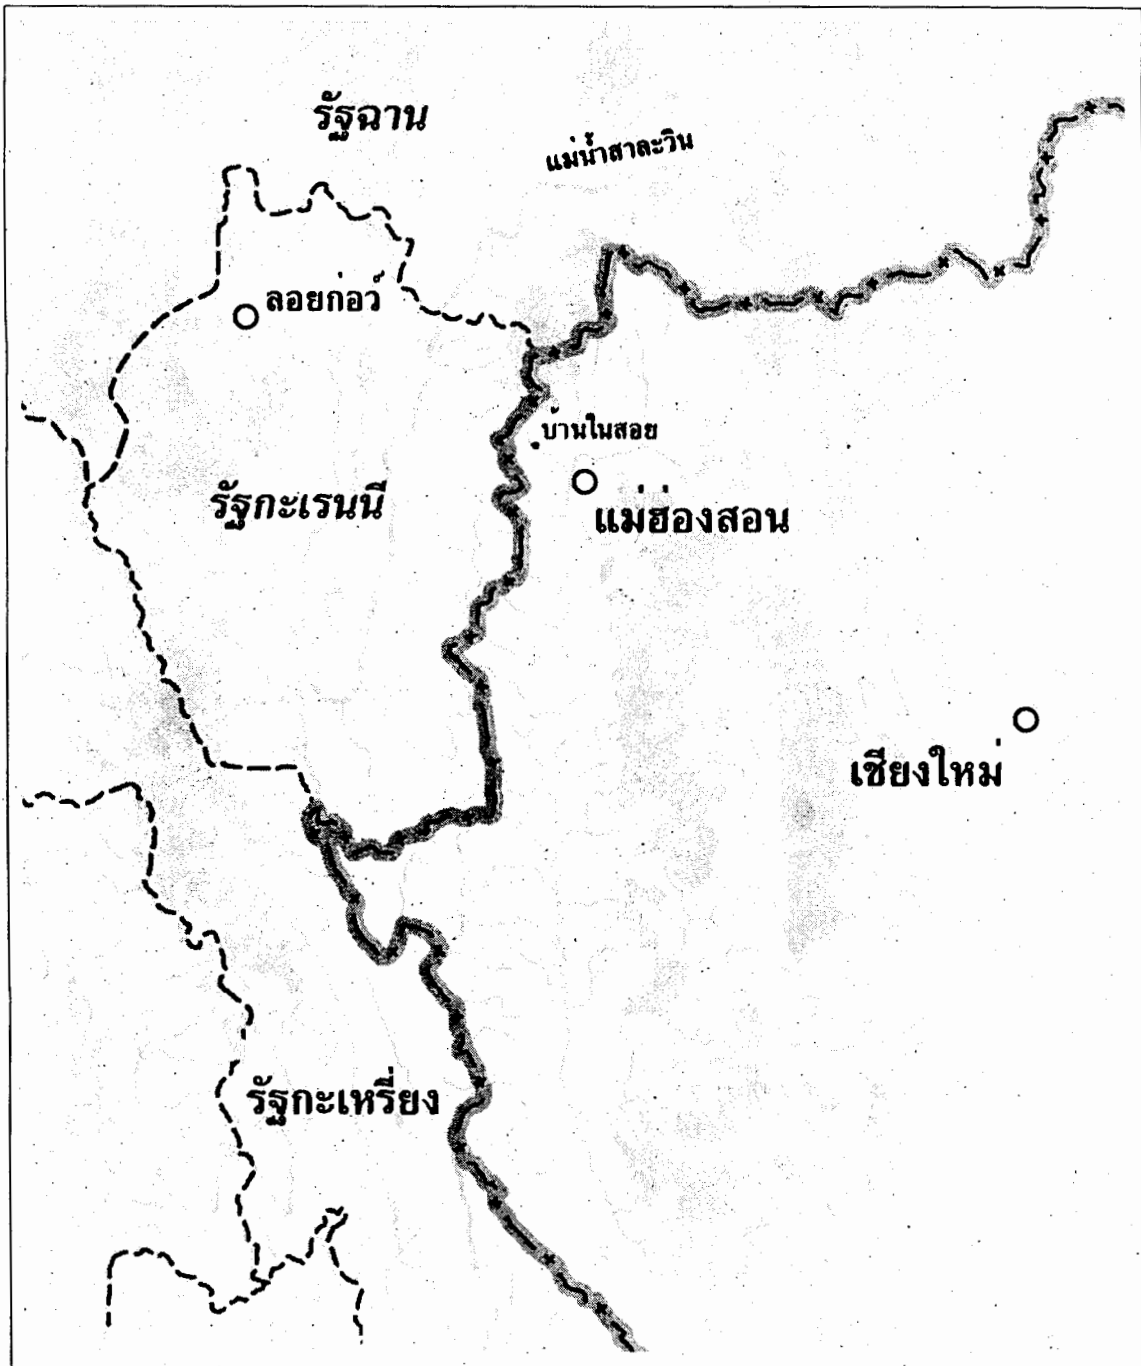 รัฐฉาน
แม่น้ำสาละวิน
ลอยก่อว์
บ้านในสอย
รัฐกะเรนนี
แม่ฮ่องสอน
เชียงใหม่
รัฐกะเหรี่ยง